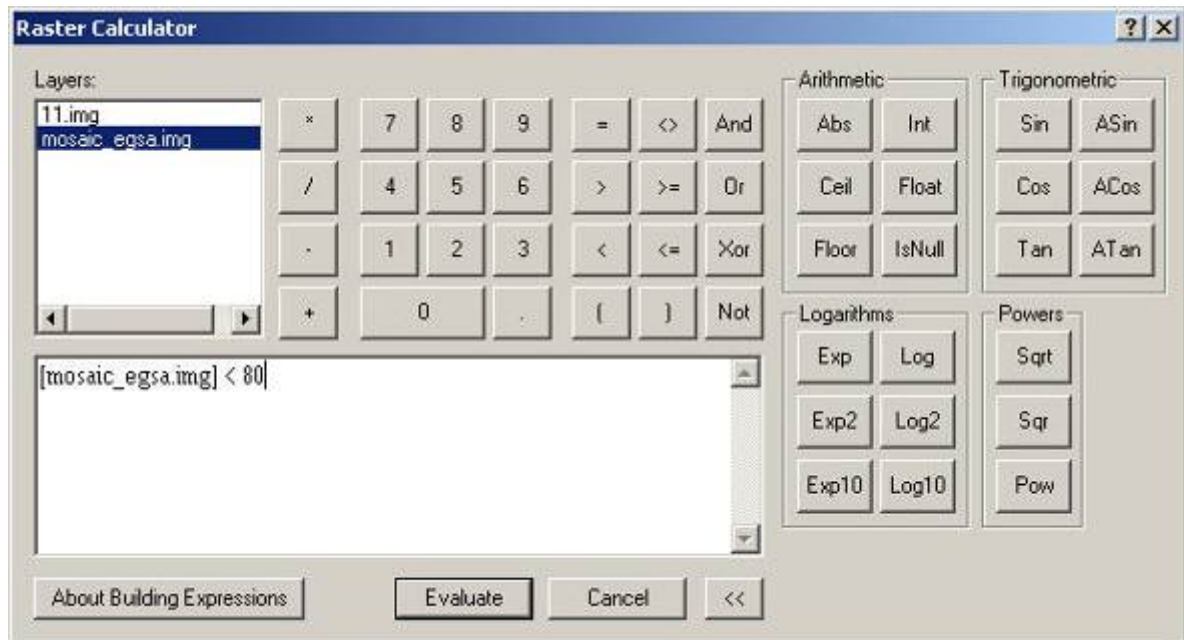 Raster Calculator ? ×
Layers:
11.img
mosaic_egsa.img
* 7 8 9 = <> And
/ 4 5 6 > >= Or
- 1 2 3 < <= Xor
+ 0 . ( ) Not
Arithmetic
Abs Int
Ceil Float
Floor IsNull
Trigonometric
Sin ASin
Cos ACos
Tan ATan
Logarithms
Exp Log
Exp2 Log2
Exp10 Log10
Powers
Sqrt
Sqr
Pow
[mosaic_egsa.img] < 80
About Building Expressions Evaluate Cancel <<